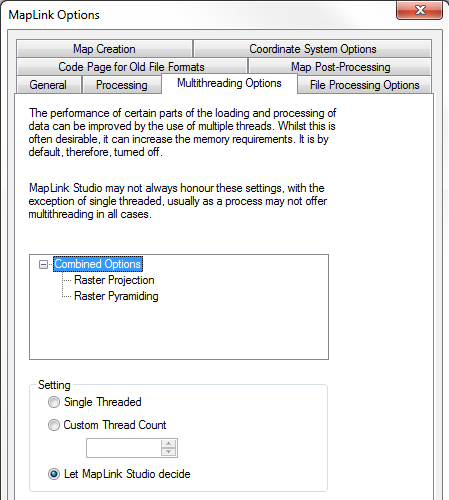 MapLink Options
Map Creation
Coordinate System Options
Code Page for Old File Formats
Map Post-Processing
General
Processing
Multithreading Options
File Processing Options
The performance of certain parts of the loading and processing of
data can be improved by the use of multiple threads. Whilst this is
often desirable, it can increase the memory requirements. It is by
default, therefore, turned off.
MapLink Studio may not always honour these settings, with the
exception of single threaded, usually as a process may not offer
multithreading in all cases.
Combined Options
Raster Projection
Raster Pyramiding
Setting
Single Threaded
Custom Thread Count
Let MapLink Studio decide